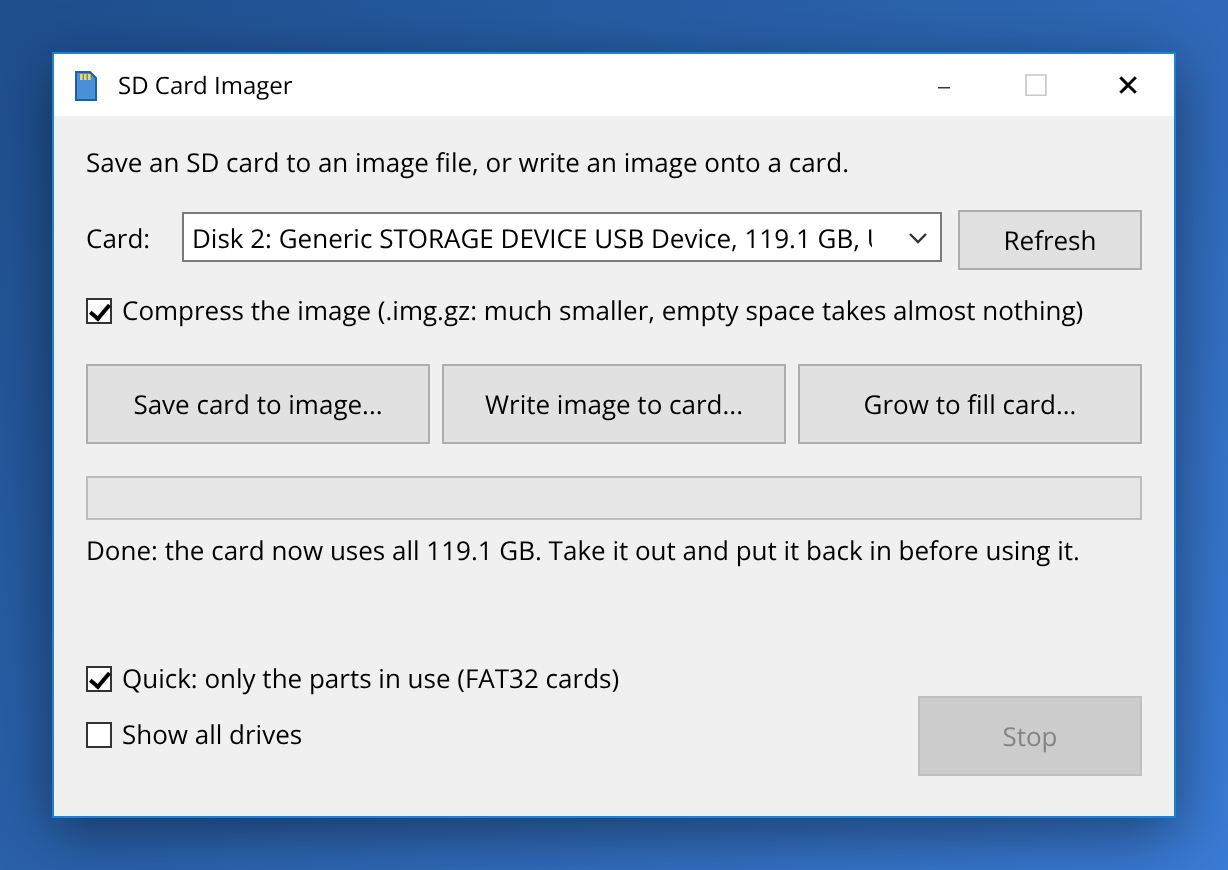 SD Card Imager
Save an SD card to an image file, or write an image onto a card.
Card: Disk 2: Generic STORAGE DEVICE USB Device, 119.1 GB, Refresh
Compress the image (.img.gz: much smaller, empty space takes almost nothing)
Save card to image... Write image to card... Grow to fill card...
Done: the card now uses all 119.1 GB. Take it out and put it back in before using it.
Quick: only the parts in use (FAT32 cards)
Show all drives
Stop